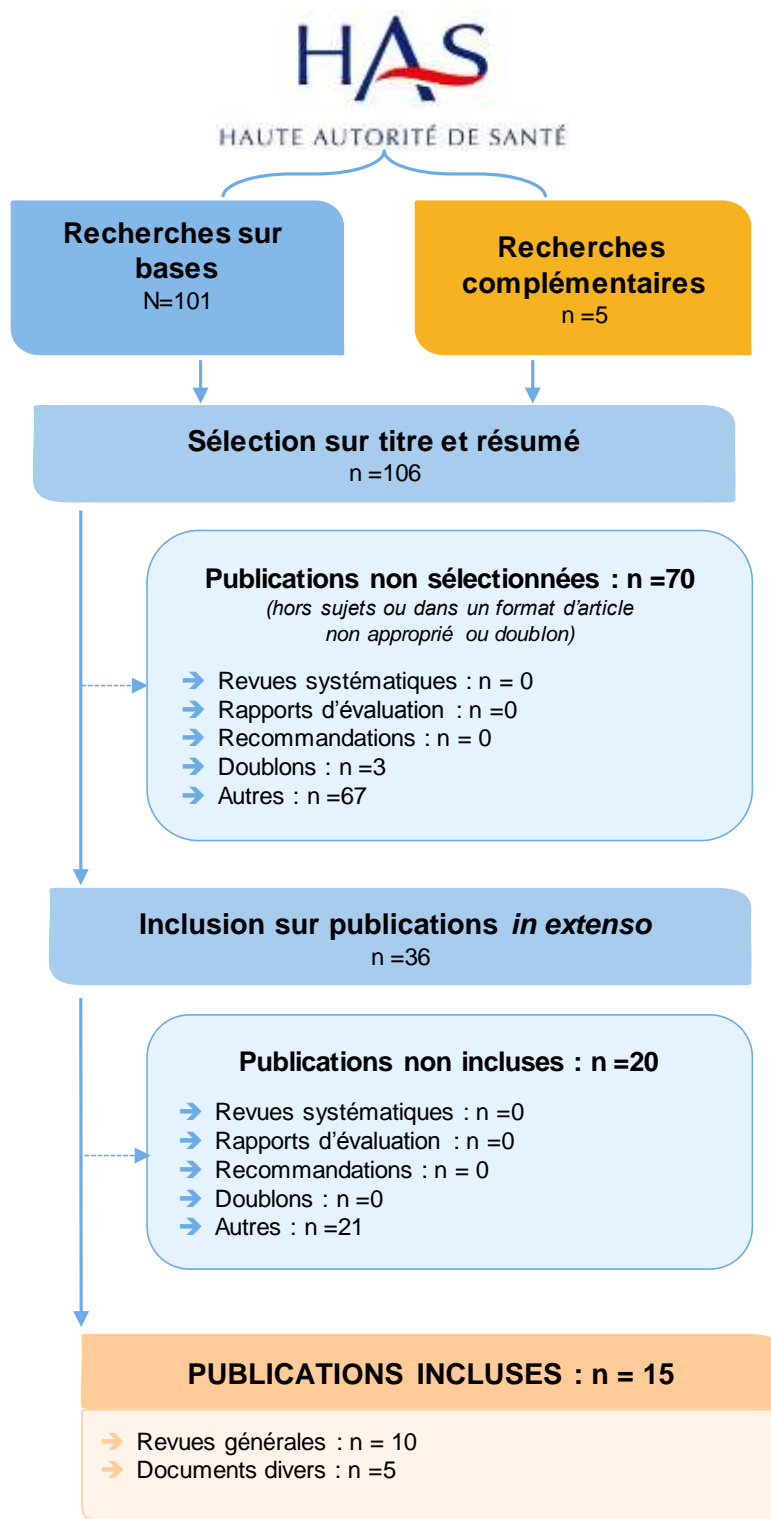 HAS
HAUTE AUTORITÉ DE SANTÉ
Recherches sur
bases
N=101
Recherches
complémentaires
n =5
Sélection sur titre et résumé
n =106
Publications non sélectionnées : n =70
(hors sujets ou dans un format d'article
non approprié ou doublon)
➔ Revues systématiques : n = 0
➔ Rapports d'évaluation : n =0
➔ Recommandations : n = 0
➔ Doublons : n =3
➔ Autres : n =67
Inclusion sur publications in extenso
n =36
Publications non incluses : n =20
➔ Revues systématiques : n =0
➔ Rapports d'évaluation : n =0
➔ Recommandations : n = 0
➔ Doublons : n =0
➔ Autres : n =21
PUBLICATIONS INCLUSES : n = 15
➔ Revues générales : n = 10
➔ Documents divers : n =5